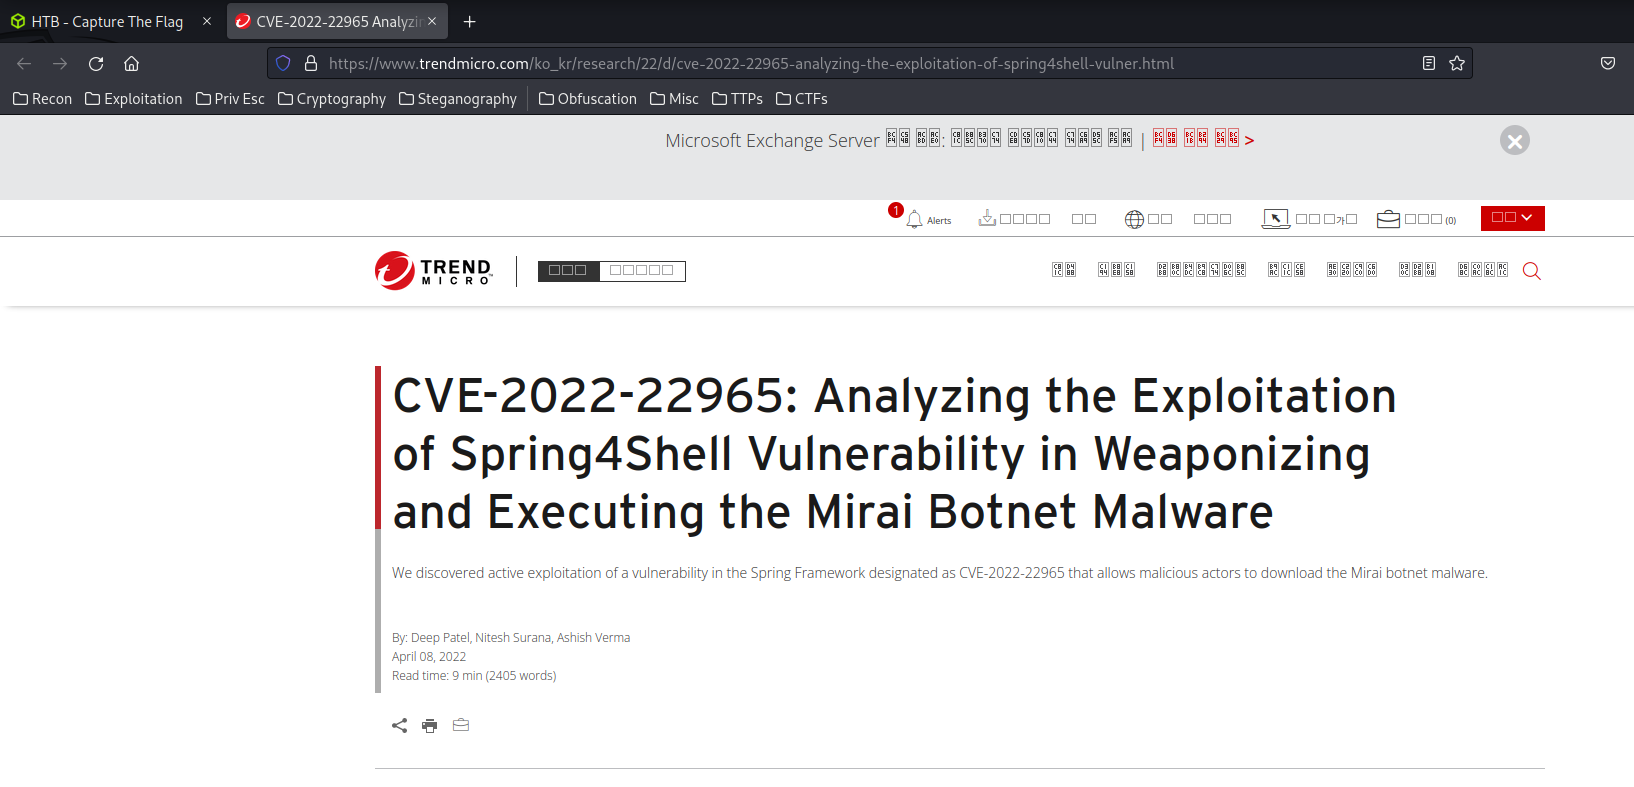 HTB - Capture The Flag
CVE-2022-22965 Analyzin
https://www.trendmicro.com/ko_kr/research/22/d/cve-2022-22965-analyzing-the-exploitation-of-spring4shell-vulner.html
Recon Exploitation Priv Esc Cryptography Steganography Obfuscation Misc TTPs CTFs
Microsoft Exchange Server : | >
1 Alerts 가 (0)
TREND MICRO
CVE-2022-22965: Analyzing the Exploitation
of Spring4Shell Vulnerability in Weaponizing
and Executing the Mirai Botnet Malware
We discovered active exploitation of a vulnerability in the Spring Framework designated as CVE-2022-22965 that allows malicious actors to download the Mirai botnet malware.
By: Deep Patel, Nitesh Surana, Ashish Verma
April 08, 2022
Read time: 9 min (2405 words)